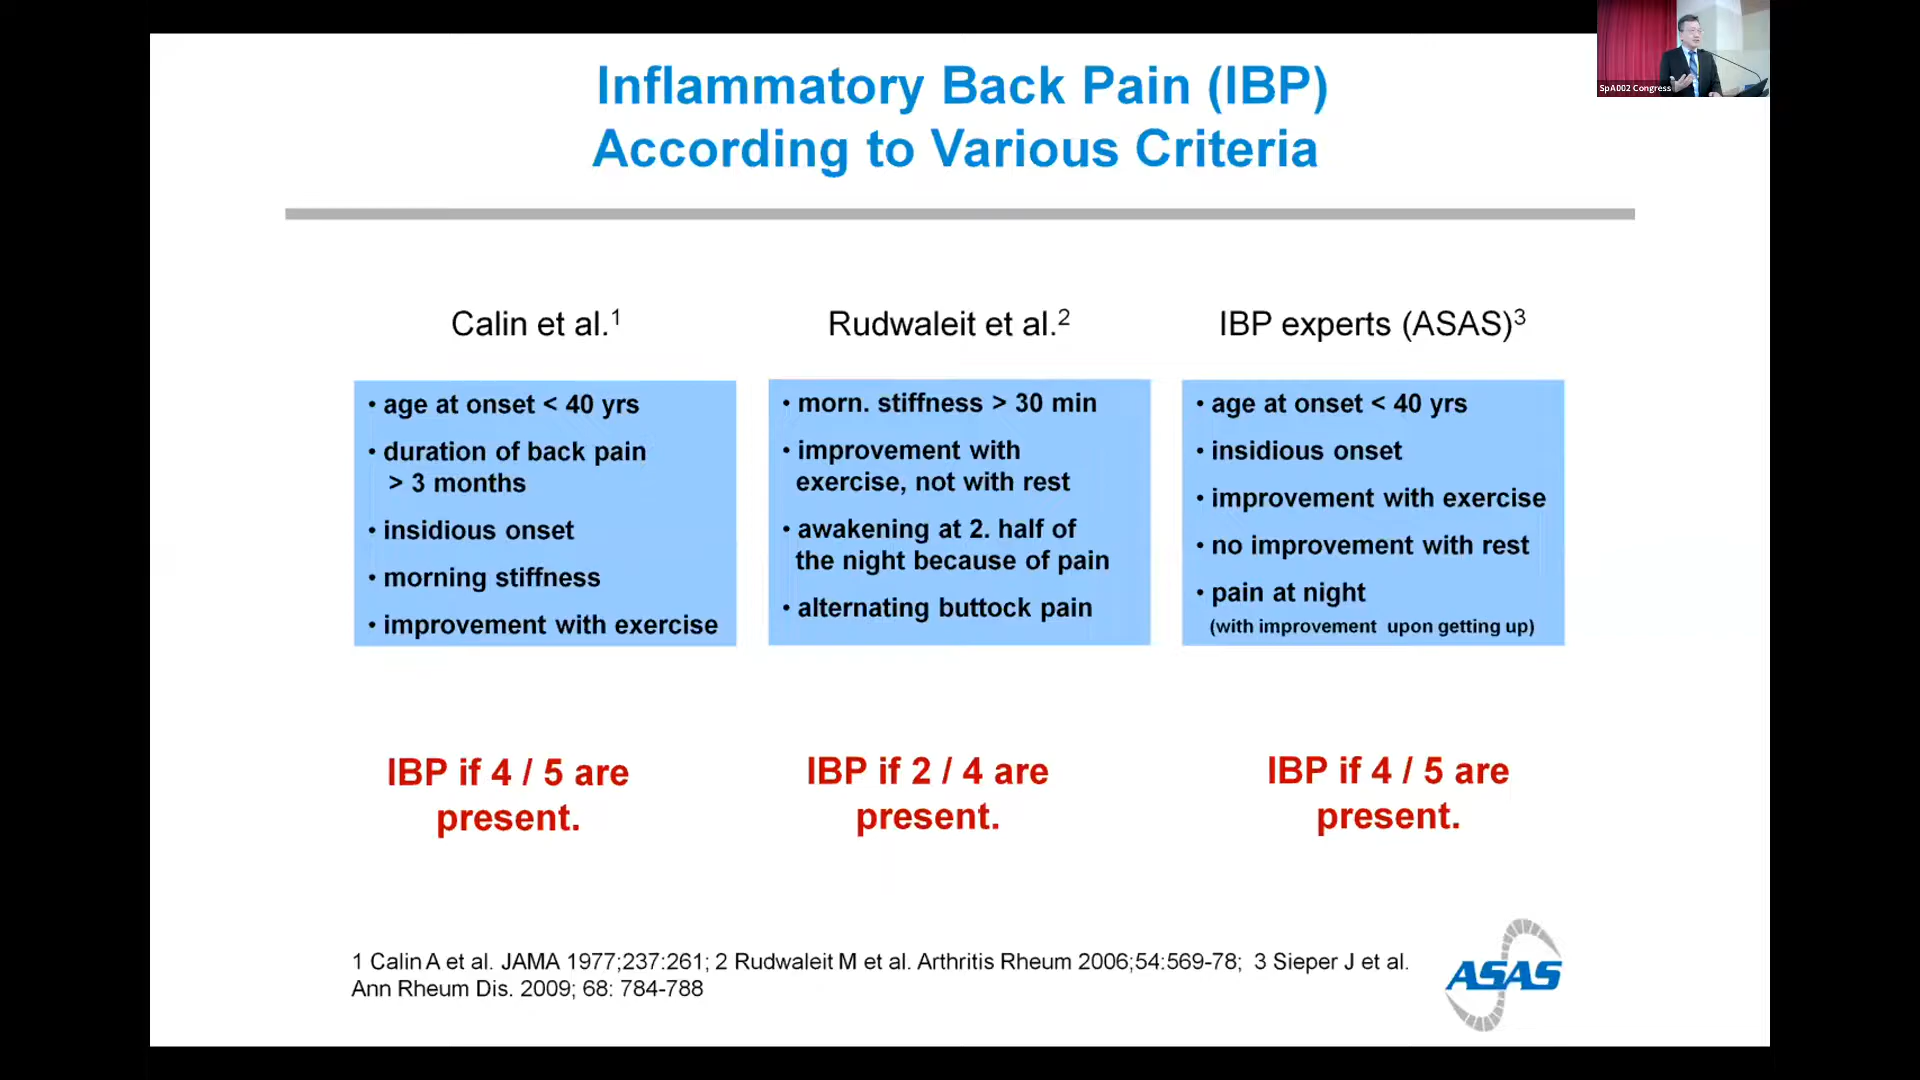 SpA002 Congress
Inflammatory Back Pain (IBP)
According to Various Criteria
Calin et al.1
• age at onset < 40 yrs
• duration of back pain
> 3 months
• insidious onset
• morning stiffness
• improvement with exercise
IBP if 4 / 5 are
present.
Rudwaleit et al.2
• morn. stiffness > 30 min
• improvement with
exercise, not with rest
• awakening at 2. half of
the night because of pain
• alternating buttock pain
IBP if 2 / 4 are
present.
IBP experts (ASAS)3
• age at onset < 40 yrs
• insidious onset
• improvement with exercise
• no improvement with rest
• pain at night
(with improvement upon getting up)
IBP if 4 / 5 are
present.
1 Calin A et al. JAMA 1977;237:261; 2 Rudwaleit M et al. Arthritis Rheum 2006;54:569-78; 3 Sieper J et al.
Ann Rheum Dis. 2009; 68: 784-788
ASAS